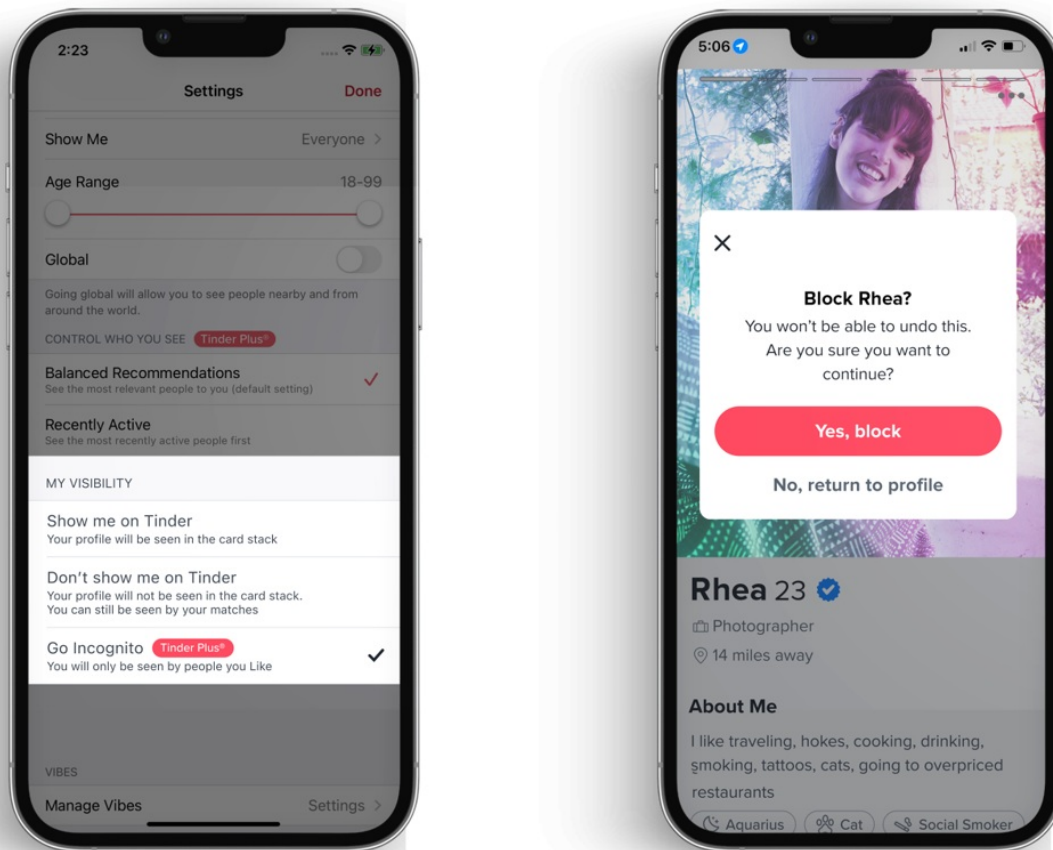 2:23
Settings
Done
Show Me
Everyone >
Age Range
18-99
Global
Going global will allow you to see people nearby and from
around the world.
CONTROL WHO YOU SEE Tinder Plus®
Balanced Recommendations
See the most relevant people to you (default setting)
Recently Active
See the most recently active people first
MY VISIBILITY
Show me on Tinder
Your profile will be seen in the card stack
Don't show me on Tinder
Your profile will not be seen in the card stack.
You can still be seen by your matches
Go Incognito Tinder Plus®
You will only be seen by people you Like
VIBES
Manage Vibes
Settings >
5:06
Block Rhea?
You won't be able to undo this.
Are you sure you want to
continue?
Yes, block
No, return to profile
Rhea 23
Photographer
14 miles away
About Me
I like traveling, hokes, cooking, drinking,
smoking, tattoos, cats, going to overpriced
restaurants
Aquarius
Cat
Social Smoker